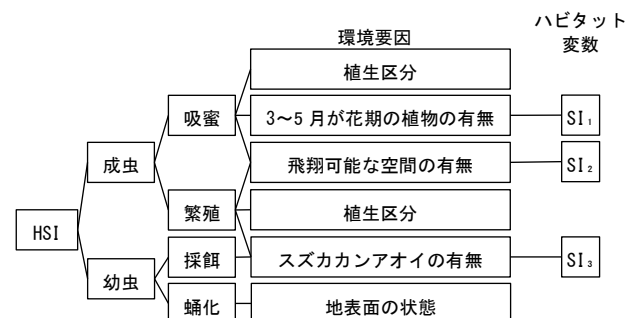 ハビタット
変数
環境要因
植生区分
吸蜜
3～5月が花期の植物の有無
SI₁
成虫
飛翔可能な空間の有無
SI₂
繁殖
植生区分
HSI
採餌
スズカカンアオイの有無
SI₃
幼虫
蛹化
地表面の状態